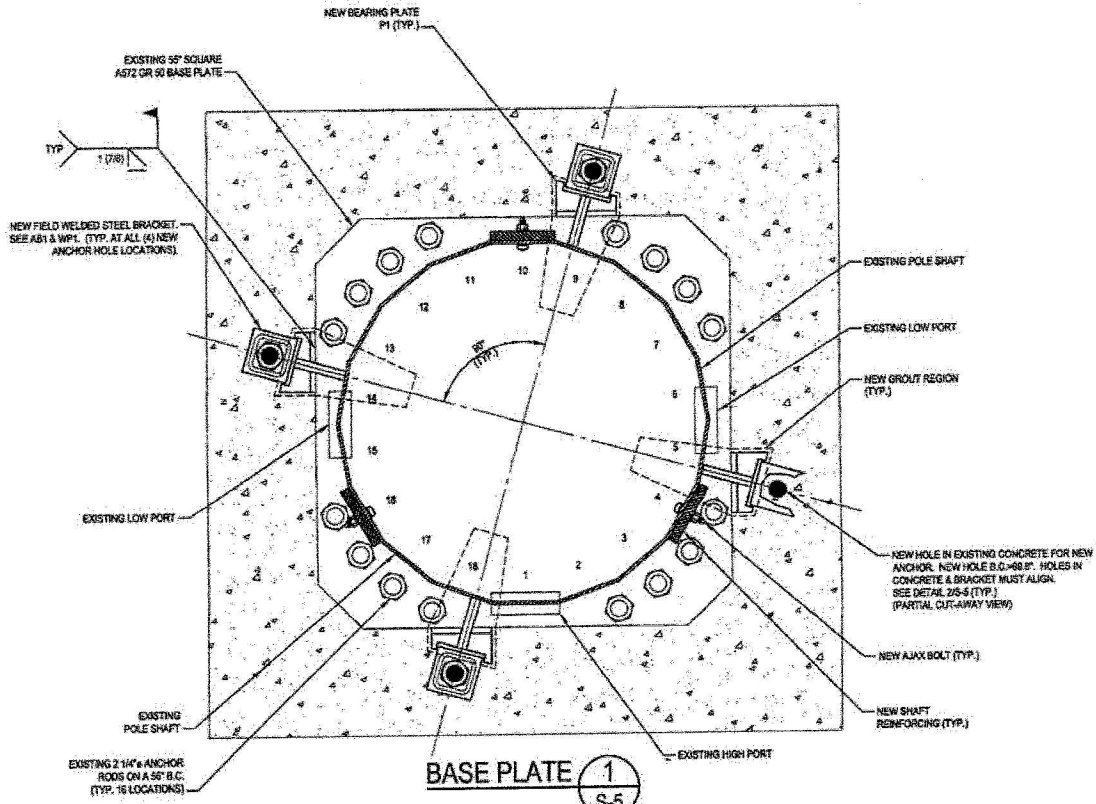 NEW BEARING PLATE
P1 (TYP.)
EXISTING 55" SQUARE
A572 GR 50 BASE PLATE
TYP
1 (7/8)
NEW FIELD WELDED STEEL BRACKET.
SEE AB1 & WP1. (TYP. AT ALL (4) NEW
ANCHOR HOLE LOCATIONS).
EXISTING POLE SHAFT
EXISTING LOW PORT
NEW GROUT REGION
(TYP.)
90°
(TYP.)
10
11
9
12
8
13
7
14
6
15
5
16
4
17
3
18
2
1
EXISTING LOW PORT
NEW HOLE IN EXISTING CONCRETE FOR NEW
ANCHOR. NEW HOLE B.C.
HOLES IN
CONCRETE & BRACKET MUST ALIGN.
SEE DETAIL 2/S-5 (TYP.)
(PARTIAL CUT-AWAY VIEW)
NEW AJAX BOLT (TYP.)
NEW SHAFT
REINFORCING (TYP.)
EXISTING
POLE SHAFT
EXISTING HIGH PORT
EXISTING 2 1/4"ø ANCHOR
RODS ON A 56" B.C.
(TYP. 16 LOCATIONS)
BASE PLATE
1
S-5